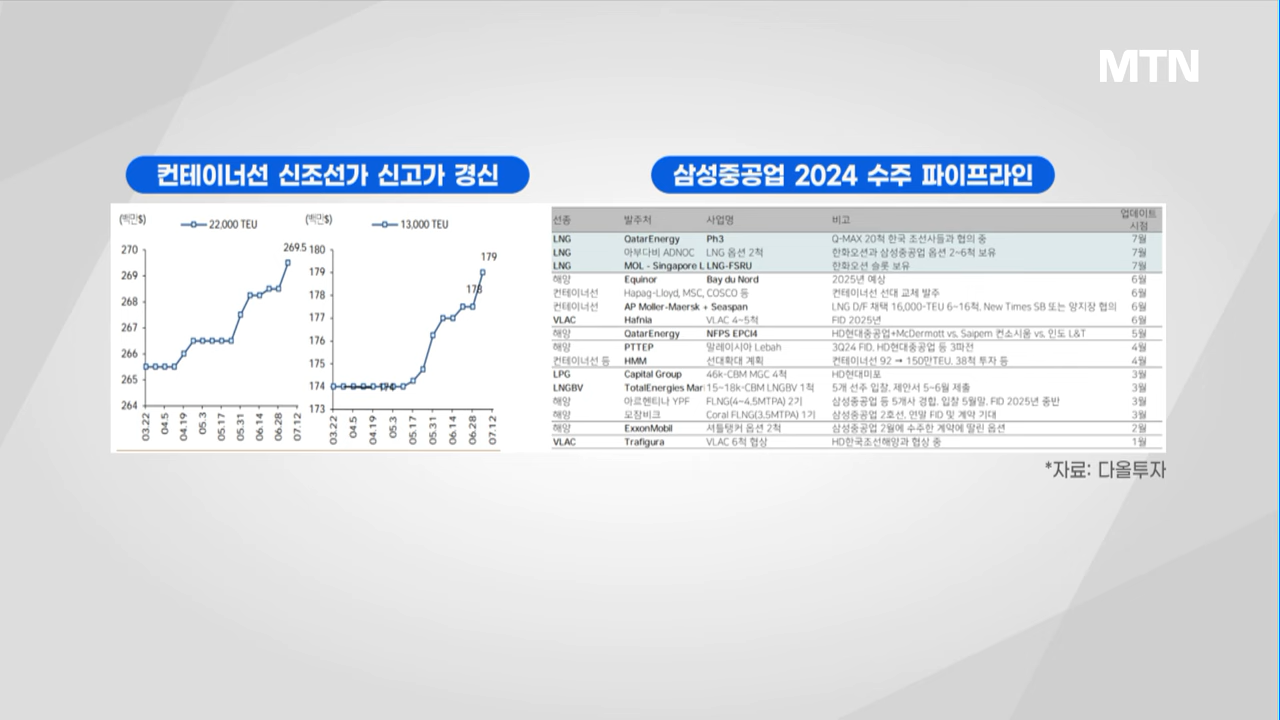 MTN
컨테이너선 신조선가 신고가 경신
삼성중공업 2024 수주 파이프라인
(백만$) 22,000 TEU
270
269
268
267
266
265
264
269.5
03.22 04.5 04.19 05.3 05.17 05.31 06.14 06.28 07.12
(백만$) 13,000 TEU
180
179
178
177
176
175
174
173
179
178
174
03.22 04.5 04.19 05.3 05.17 05.31 06.14 06.28 07.12
선종 발주처 사업명 비고 업데이트 시점
LNG QatarEnergy Ph3 Q-MAX 20척 한국 조선사들과 협의 중 7월
LNG 아부다비 ADNOC LNG 옵션 2척 한화오션과 삼성중공업 옵션 2~6척 보유 7월
LNG MOL - Singapore L LNG-FSRU 한화오션 슬롯 보유 7월
해양 Equinor Bay du Nord 2025년 예상 6월
컨테이너선 Hapag-Lloyd, MSC, COSCO 등 컨테이너선 선대 교체 발주 6월
컨테이너선 AP Moller-Maersk + Seaspan LNG D/F 채택 16,000-TEU 6~16척, New Times SB 또는 양지장 협의 6월
VLAC Hafnia VLAC 4~5척 FID 2025년 6월
해양 QatarEnergy NFPS EPCI4 HD현대중공업+McDermott vs. Saipem 컨소시움 vs. 인도 L&T 5월
해양 PTTEP 말레이시아 Lebah 3Q24 FID, HD현대중공업 등 3파전 4월
컨테이너선 등 HMM 선대확대 계획 컨테이너선 92 → 150만TEU, 38척 투자 등 4월
LPG Capital Group 46k-CBM MGC 4척 HD현대미포 3월
LNGBV TotalEnergies Mari 15~18k-CBM LNGBV 1척 5개 선주 입찰, 제안서 5~6월 제출 3월
해양 아르헨티나 YPF FLNG(4~4.5MTPA) 2기 삼성중공업 등 5개사 경합, 입찰 5월말, FID 2025년 중반 3월
해양 모잠비크 Coral FLNG(3.5MTPA) 1기 삼성중공업 2호선, 연말 FID 및 계약 기대 3월
해양 ExxonMobil 셔틀탱커 옵션 2척 삼성중공업 2월에 수주한 계약에 딸린 옵션 2월
VLAC Trafigura VLAC 6척 협상 HD한국조선해양과 협상 중 1월
*자료: 다올투자